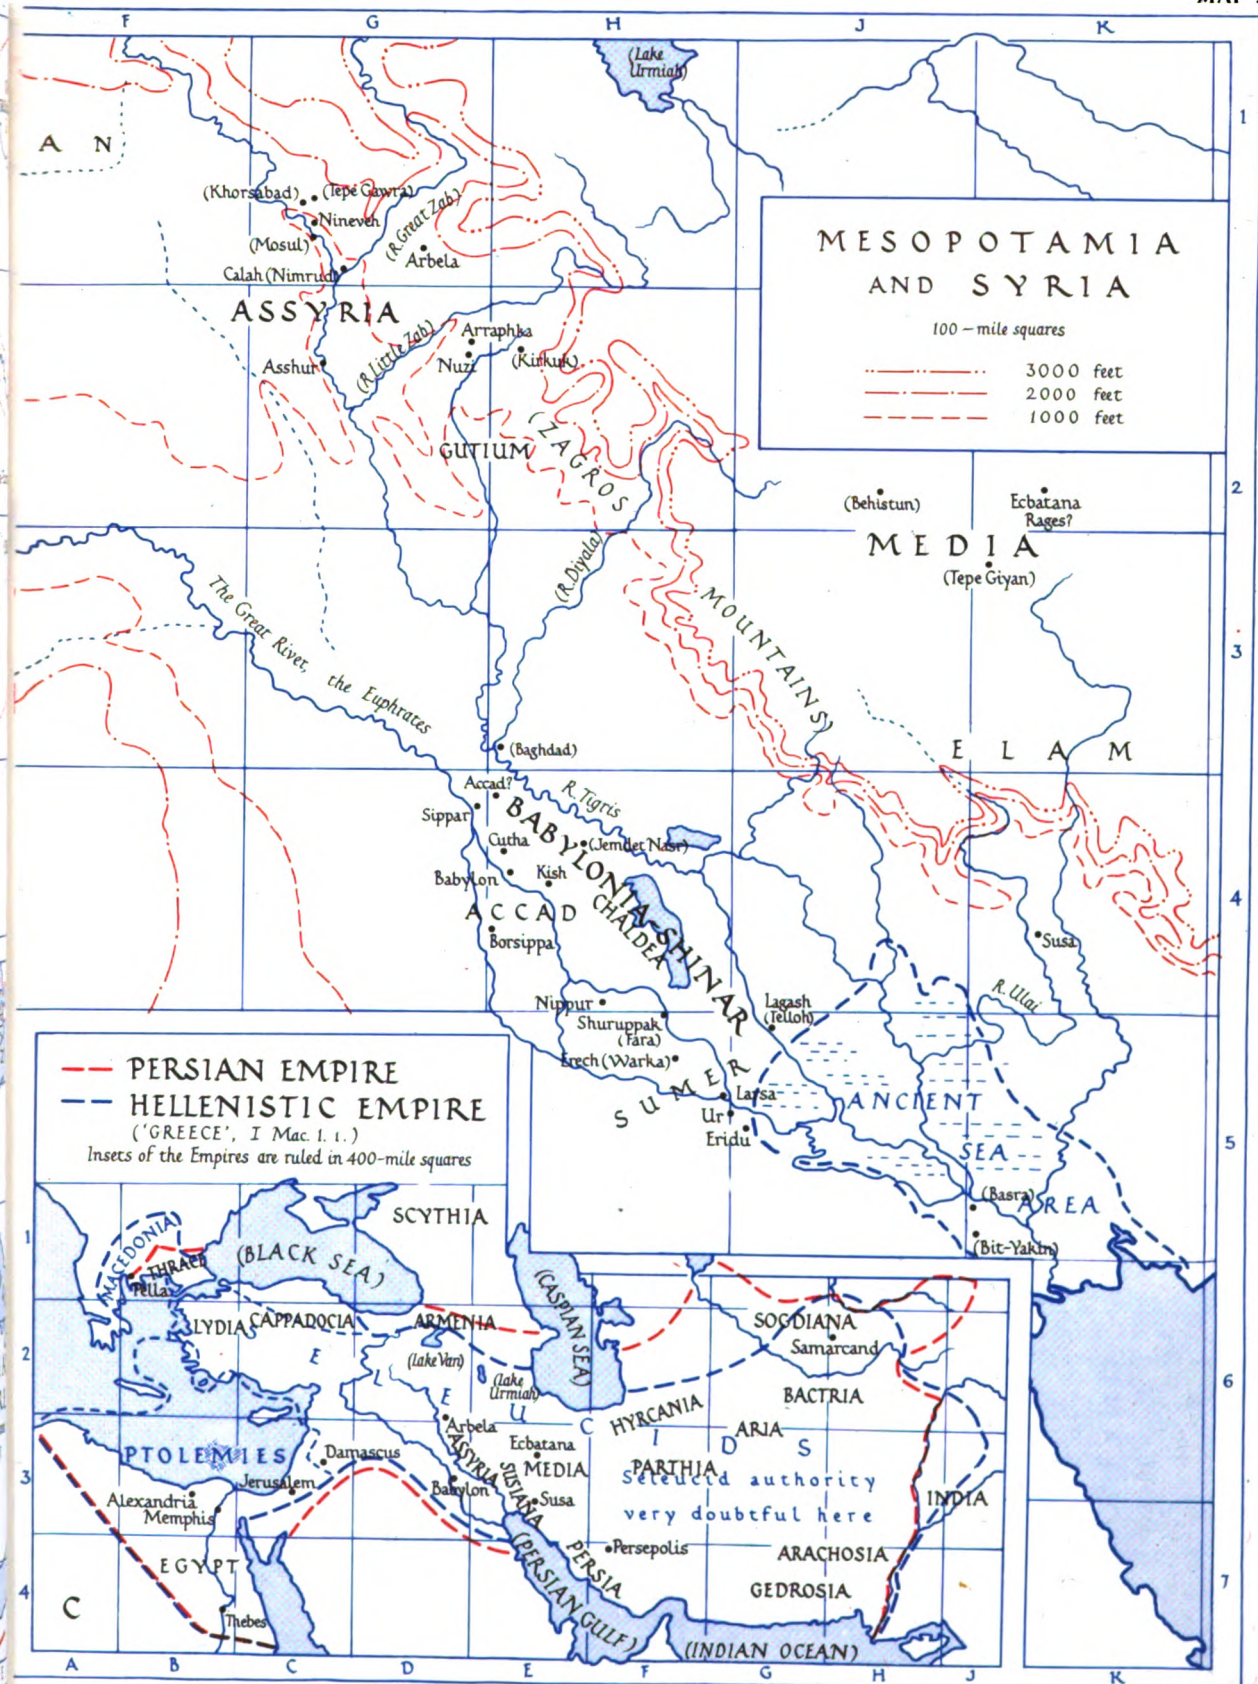 F G H J K
(Lake
Urmiah)
1
A N
(Khorsabad)
(Tepe Gawra)
Nineveh
(Mosul)
(R. Great Zab)
Arbela
Calah (Nimrud)
ASSYRIA
MESOPOTAMIA
AND SYRIA
100 – mile squares
3000 feet
2000 feet
1000 feet
Asshur
(R. Little Zab)
Arraphka
Nuzi
(Kirkuk)
GUTIUM
(ZAGROS
MOUNTAINS)
2
(Behistun)
Ecbatana
Rages?
MEDIA
(Tepe Giyan)
(R. Diyala)
The Great River, the Euphrates
3
ELAM
(Baghdad)
Accad?
R. Tigris
Sippar
BABYLONIA-SHINAR
Cutha
(Jemdet Nasr)
Babylon
Kish
ACCAD
CHALDEA
4
Borsippa
Susa
Nippur
Lagash
(Telloh)
R. Ulai
Shuruppak
(Fara)
Erech (Warka)
SUMER
Larsa
Ur
Eridu
ANCIENT
SEA
AREA
5
(Basra)
(Bit-Yakin)
PERSIAN EMPIRE
HELLENISTIC EMPIRE
('GREECE', I Mac. 1. 1.)
Insets of the Empires are ruled in 400-mile squares
1
MACEDONIA
THRACE
Pella
(BLACK SEA)
SCYTHIA
(CASPIAN SEA)
LYDIA
CAPPADOCIA
ARMENIA
SOGDIANA
Samarcand
2
(Lake Van)
(Lake
Urmiah)
6
S E L E U C I D S
HYRCANIA
BACTRIA
ARIA
Arbela
ASSYRIA
PTOLEMIES
Damascus
Ecbatana
MEDIA
PARTHIA
Seleucid authority
very doubtful here
3
Jerusalem
Babylon
SUSIANA
Susa
INDIA
Alexandria
Memphis
Persepolis
PERSIA
ARACHOSIA
EGYPT
(PERSIAN GULF)
GEDROSIA
7
4
C
Thebes
(INDIAN OCEAN)
A B C D E F G H J K